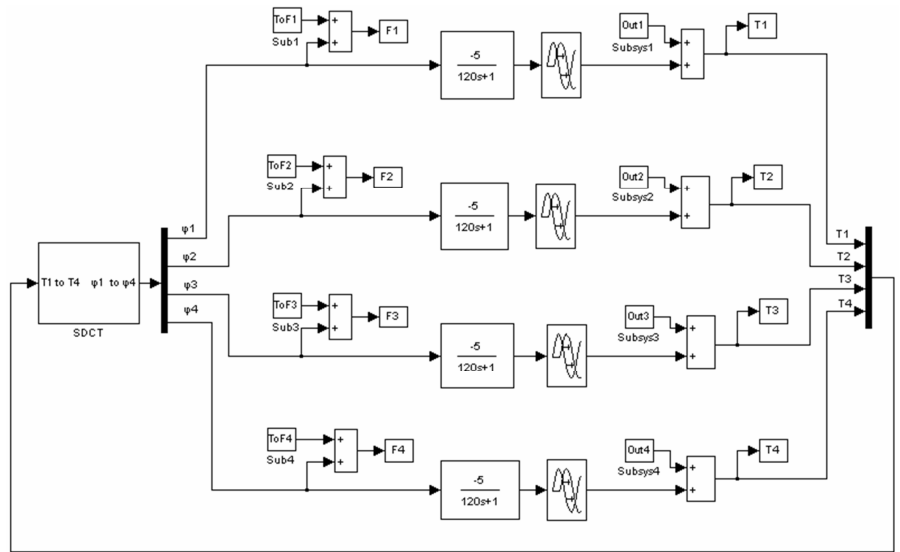 ToF1
+
+
Sub1
F1
-5
120s+1
Out1
+
+
Subsys1
T1
ToF2
+
+
Sub2
F2
-5
120s+1
Out2
+
+
Subsys2
T2
φ1
φ2
φ3
φ4
T1 to T4 φ1 to φ4
SDCT
T1
T2
T3
T4
ToF3
+
+
Sub3
F3
-5
120s+1
Out3
+
+
Subsys3
T3
ToF4
+
+
Sub4
F4
-5
120s+1
Out4
+
+
Subsys4
T4